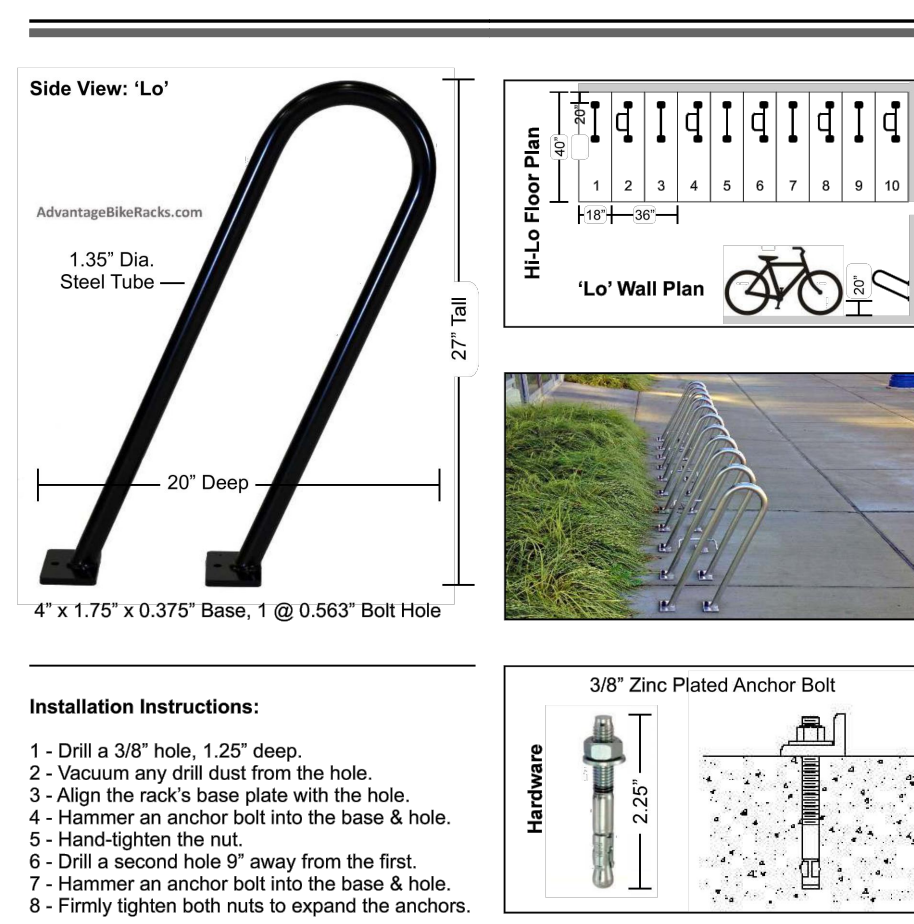 Side View: ‘Lo’
AdvantageBikeRacks.com
1.35” Dia.
Steel Tube
27” Tall
20” Deep
4” x 1.75” x 0.375” Base, 1 @ 0.563” Bolt Hole
Hi-Lo Floor Plan
40”
20”
1 2 3 4 5 6 7 8 9 10
18” 36”
‘Lo’ Wall Plan
20”
Installation Instructions:
1 - Drill a 3/8” hole, 1.25” deep.
2 - Vacuum any drill dust from the hole.
3 - Align the rack’s base plate with the hole.
4 - Hammer an anchor bolt into the base & hole.
5 - Hand-tighten the nut.
6 - Drill a second hole 9” away from the first.
7 - Hammer an anchor bolt into the base & hole.
8 - Firmly tighten both nuts to expand the anchors.
3/8” Zinc Plated Anchor Bolt
Hardware
2.25”